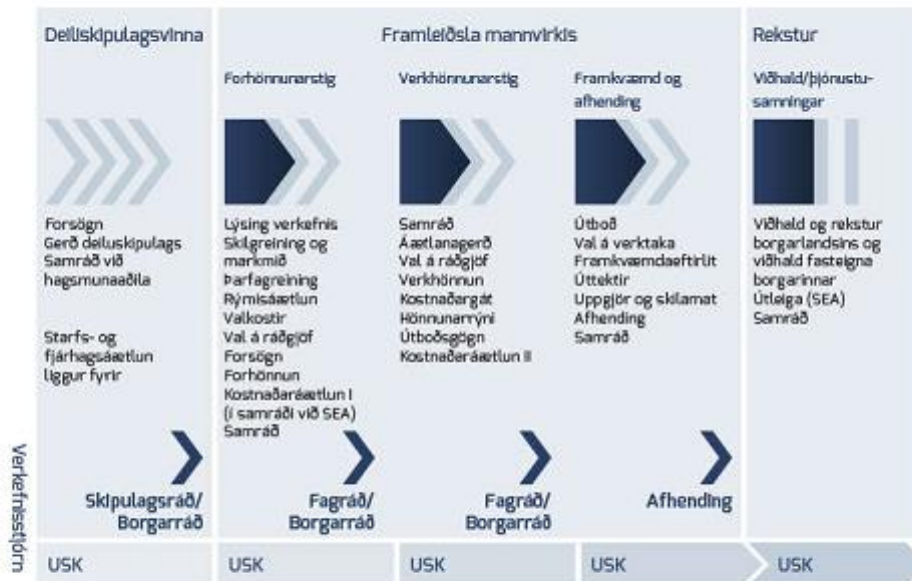 Deiliskipulagsvinna
Framleiðsla mannvirkis
Rekstur
Forhönnunarstig
Verkhönnunarstig
Framkvæmd og
afhending
Viðhald/þjónustu-
samningar
Forsögn
Gerð deiluskipulags
Samráð við
hagsmunaaðila
Starfs- og
fjárhagsáætlun
liggur fyrir
Lýsing verkefnis
Skilgreining og
markmið
Þarfagreining
Rýmisáætlun
Valkostir
Val á ráðgjöf
Forsögn
Forhönnun
Kostnaðaráætlun I
(í samráði við SEA)
Samráð
Samráð
Áætlanagerð
Val á ráðgjöf
Verkhönnun
Kostnaðargát
Hönnunarrýni
Útboðsgögn
Kostnaðaráætlun II
Útboð
Val á verktaka
Framkvæmdaeftirlit
Úttektir
Uppgjör og skilamat
Afhending
Samráð
Viðhald og rekstur
borgarlandsins og
viðhald fasteigna
borgarinnar
Útleiga (SEA)
Samráð
Skipulagsráð/
Borgarráð
Fagráð/
Borgarráð
Fagráð/
Borgarráð
Afhending
Verkefnisstjórn
USK
USK
USK
USK
USK